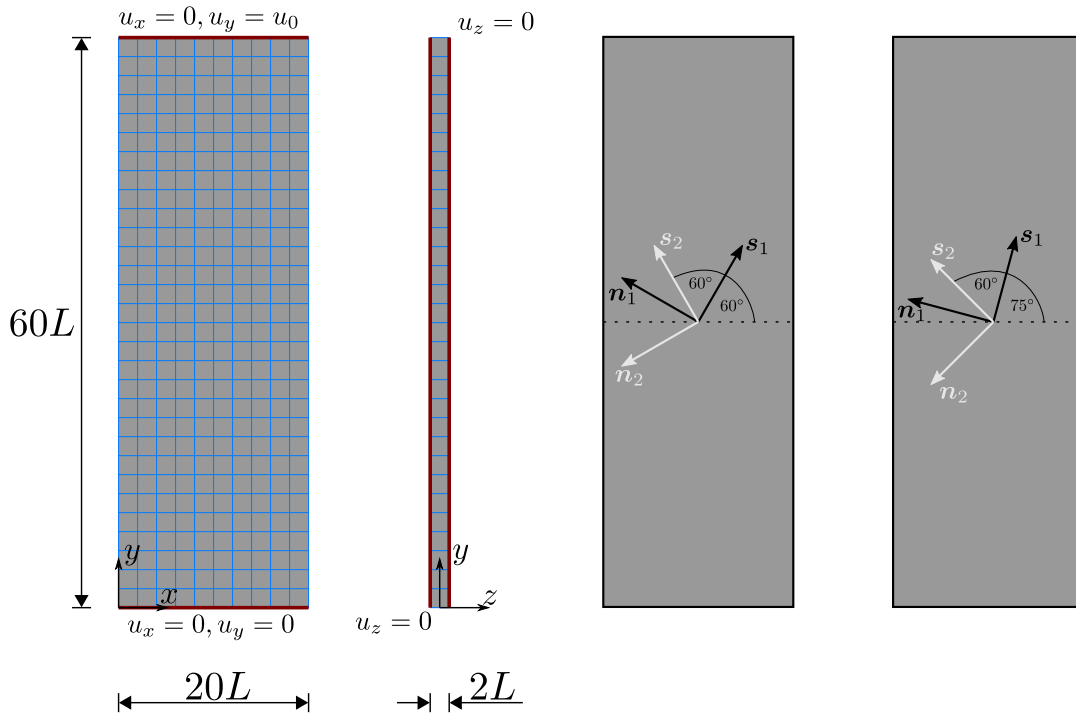 u_x = 0, u_y = u_0
u_z = 0
60L
y
x
u_x = 0, u_y = 0
y
z
u_z = 0
20L
2L
s_2
s_1
60°
60°
n_1
n_2
s_2
s_1
60°
75°
n_1
n_2